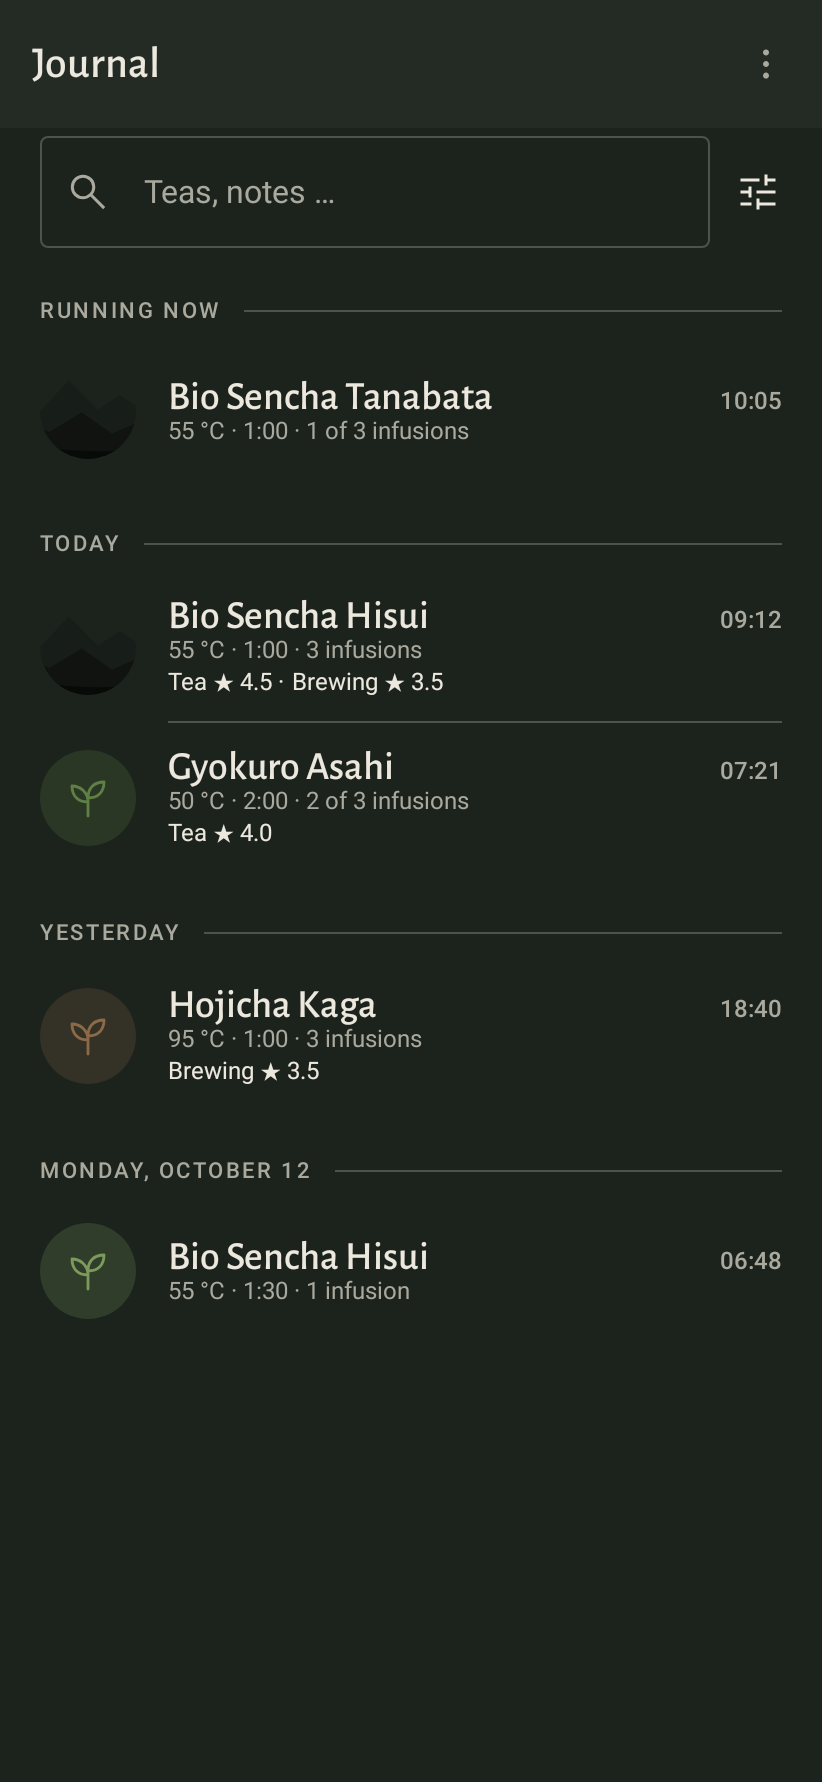 Journal
Teas, notes …
RUNNING NOW
Bio Sencha Tanabata
10:05
55 °C · 1:00 · 1 of 3 infusions
TODAY
Bio Sencha Hisui
09:12
55 °C · 1:00 · 3 infusions
Tea ★ 4.5 · Brewing ★ 3.5
Gyokuro Asahi
07:21
50 °C · 2:00 · 2 of 3 infusions
Tea ★ 4.0
YESTERDAY
Hojicha Kaga
18:40
95 °C · 1:00 · 3 infusions
Brewing ★ 3.5
MONDAY, OCTOBER 12
Bio Sencha Hisui
06:48
55 °C · 1:30 · 1 infusion